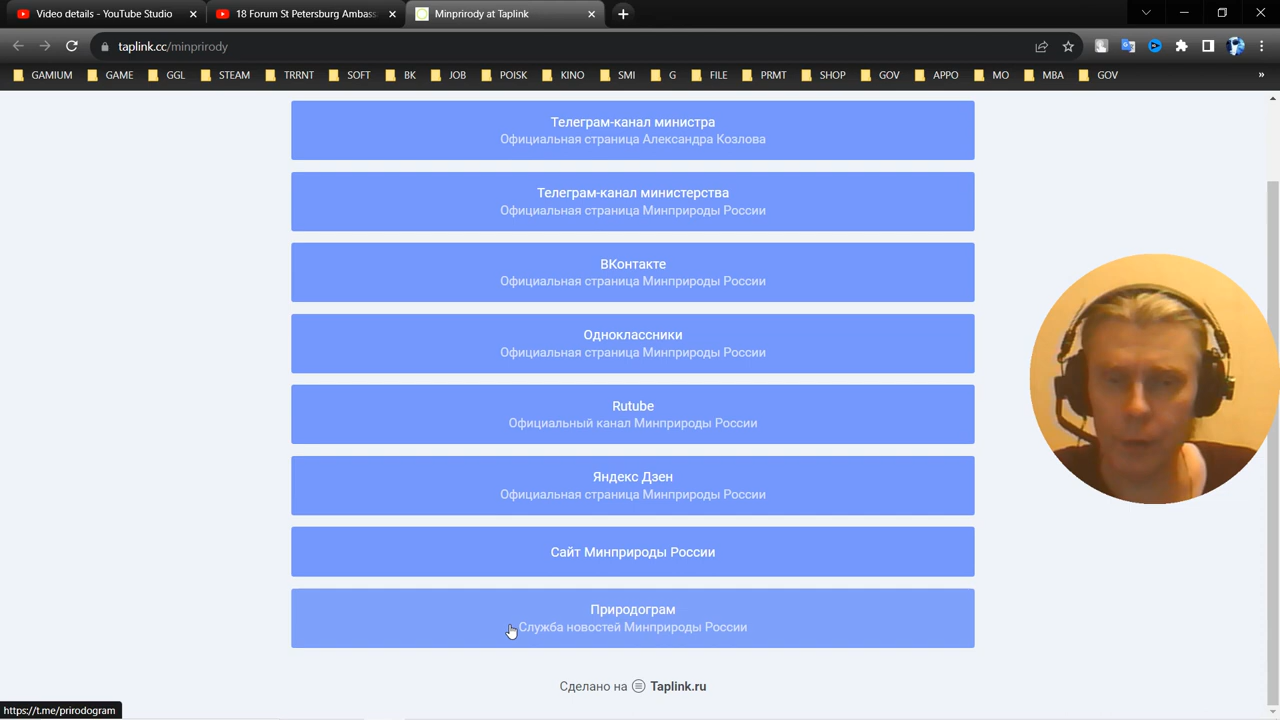 Video details - YouTube Studio
18 Forum St Petersburg Ambass
Minprirody at Taplink
taplink.cc/minprirody
GAMIUM GAME GGL STEAM TRRNT SOFT BK JOB POISK KINO SMI G FILE PRMT SHOP GOV APPO MO MBA GOV »
Телеграм-канал министра
Официальная страница Александра Козлова
Телеграм-канал министерства
Официальная страница Минприроды России
ВКонтакте
Официальная страница Минприроды России
Одноклассники
Официальная страница Минприроды России
Rutube
Официальный канал Минприроды России
Яндекс Дзен
Официальная страница Минприроды России
Сайт Минприроды России
Природограм
Служба новостей Минприроды России
Сделано на Taplink.ru
https://t.me/prirodogram